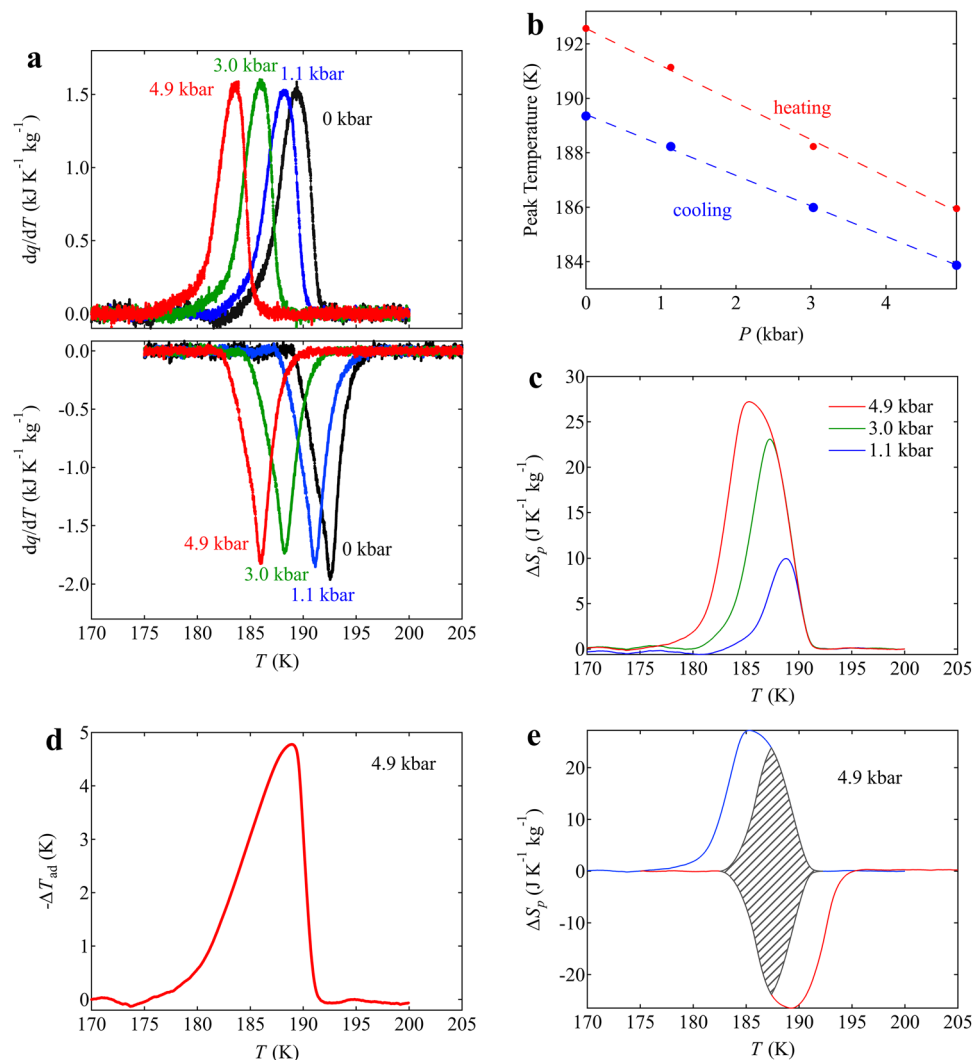 a
4.9 kbar
3.0 kbar
1.1 kbar
0 kbar
1.5
1.0
0.5
0.0
dq/dT (kJ K⁻¹ kg⁻¹)
0.0
-0.5
-1.0
-1.5
-2.0
dq/dT (kJ K⁻¹ kg⁻¹)
4.9 kbar
3.0 kbar
1.1 kbar
0 kbar
170 175 180 185 190 195 200 205
T (K)
b
192
190
188
186
184
Peak Temperature (K)
heating
cooling
0 1 2 3 4
P (kbar)
c
30
25
20
15
10
5
0
ΔSp (J K⁻¹ kg⁻¹)
4.9 kbar
3.0 kbar
1.1 kbar
170 175 180 185 190 195 200 205
T (K)
d
5
4
3
2
1
0
-ΔTad (K)
4.9 kbar
170 175 180 185 190 195 200 205
T (K)
e
20
10
0
-10
-20
ΔSp (J K⁻¹ kg⁻¹)
4.9 kbar
170 175 180 185 190 195 200 205
T (K)